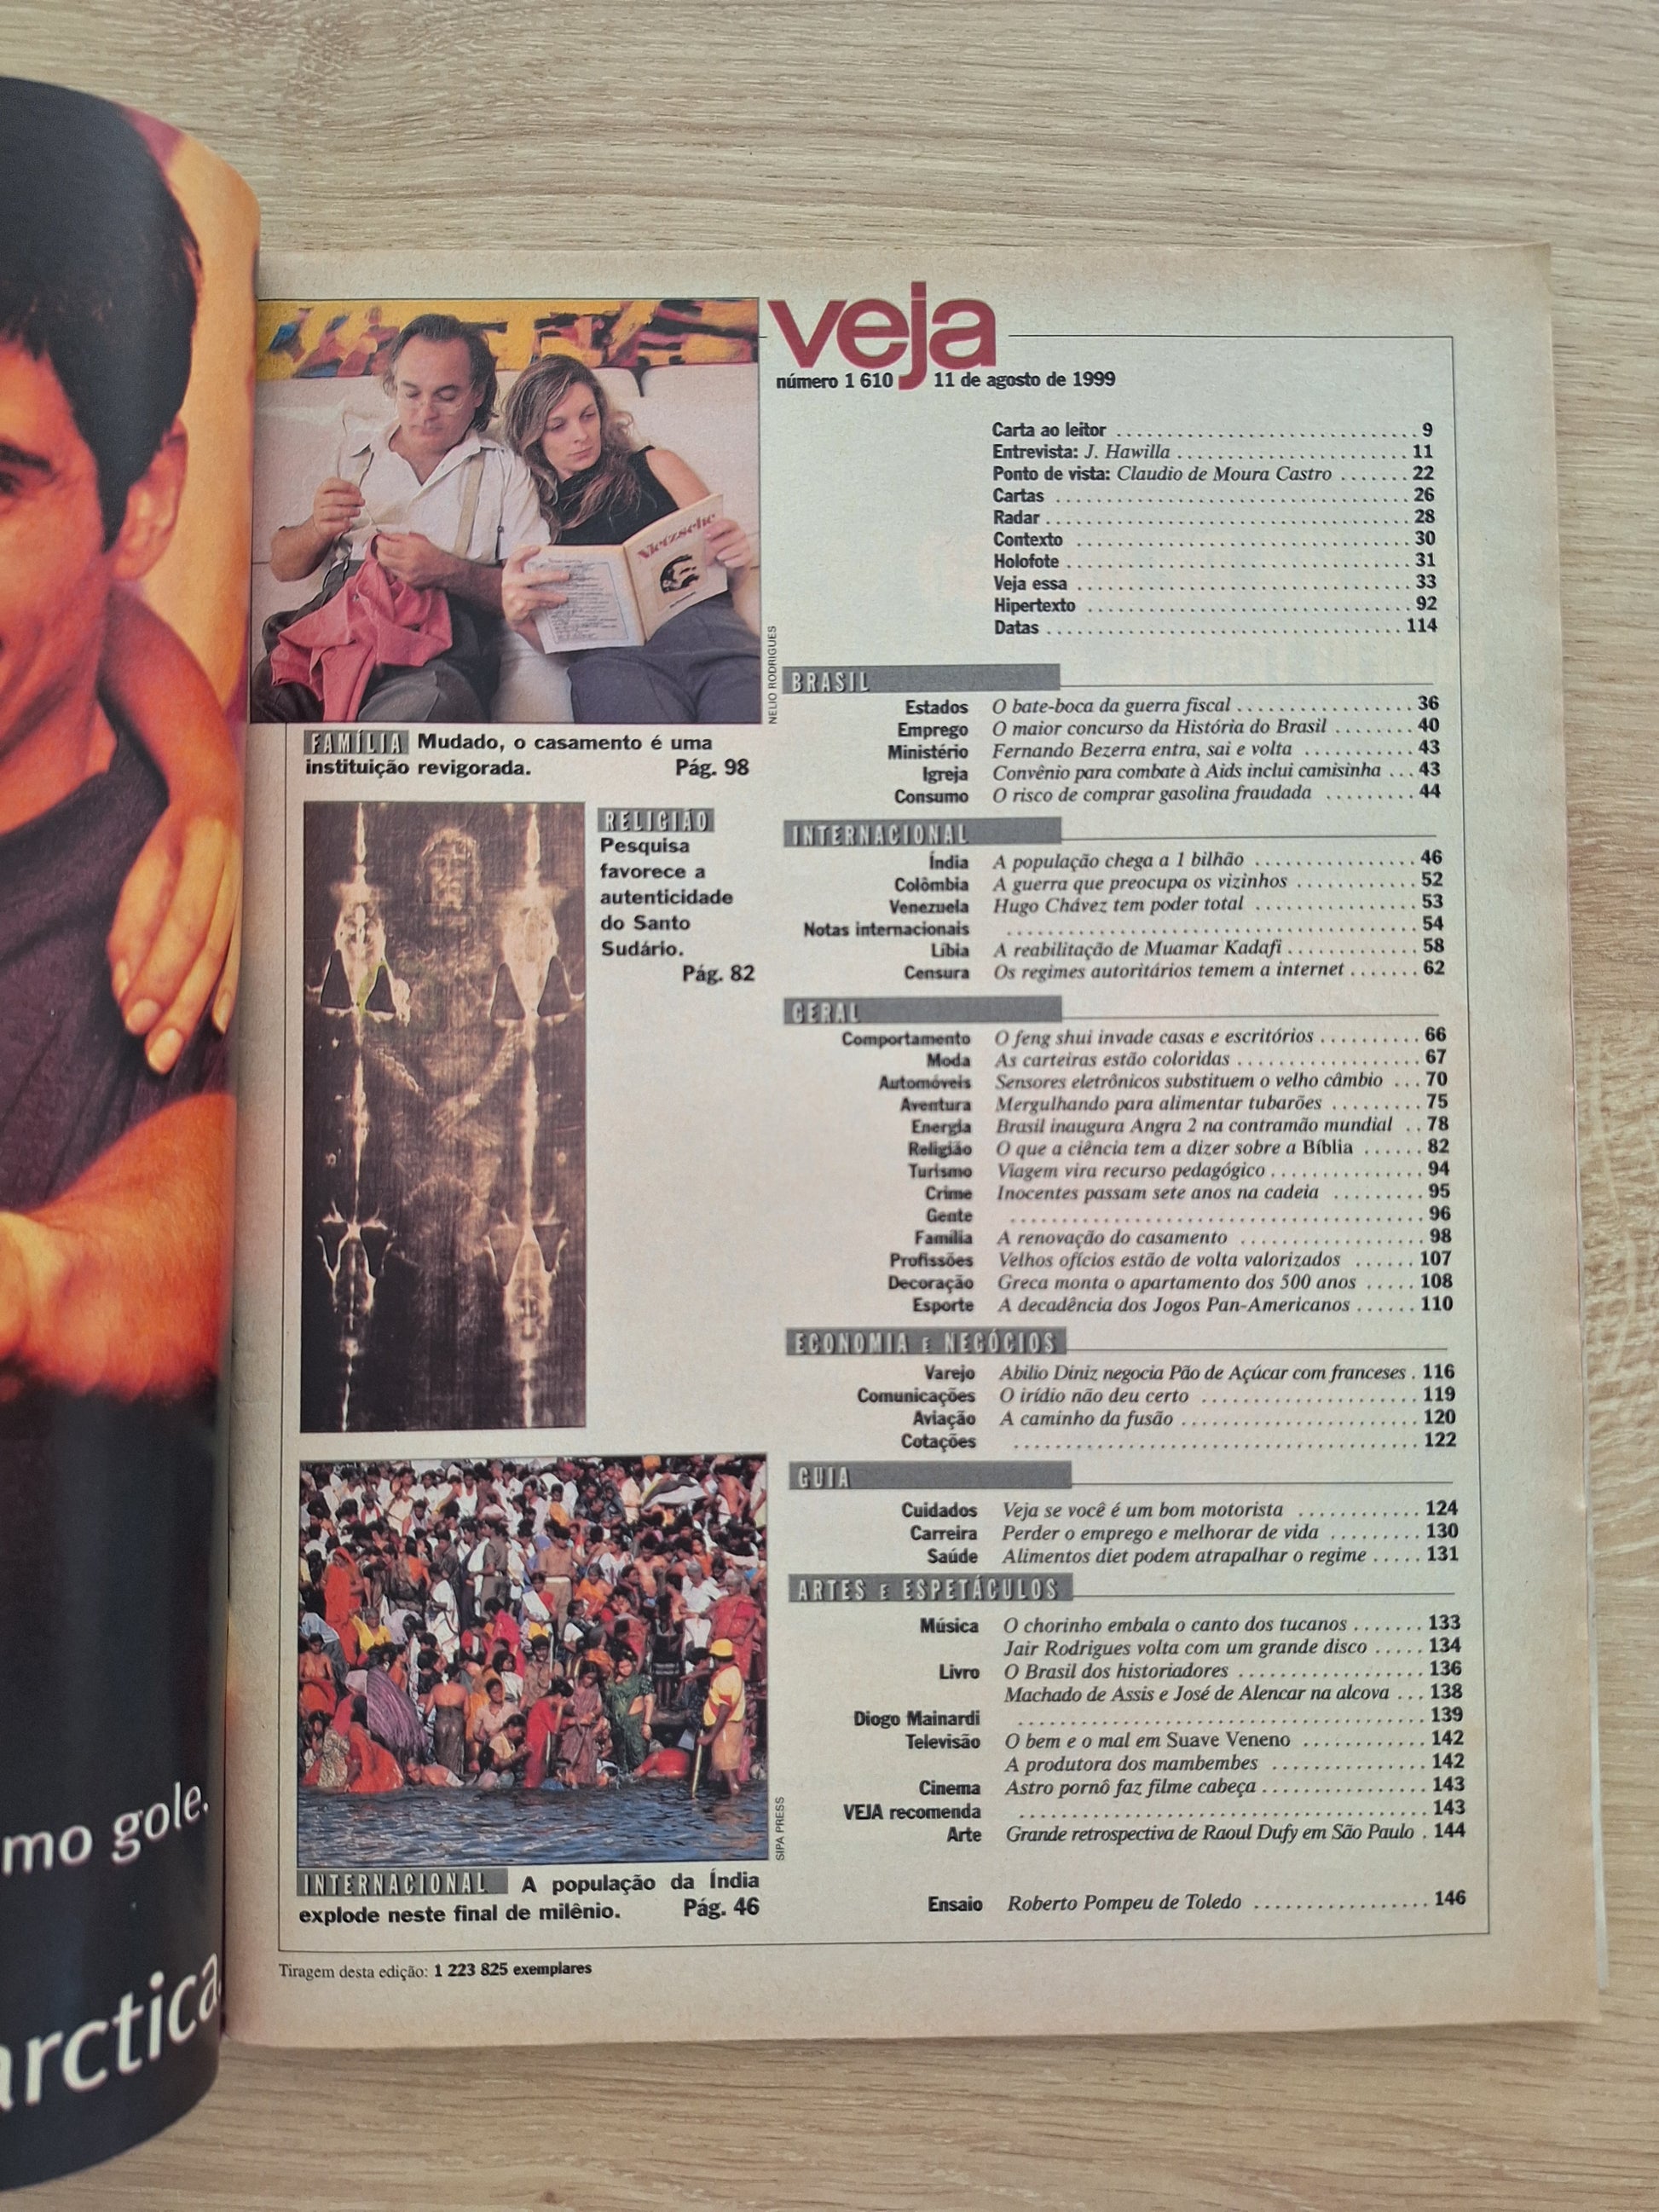 mo gole.
arctica
Nietzsche
NELIO RODRIGUES
FAMÍLIA Mudado, o casamento é uma
instituição revigorada. Pág. 98
RELIGIÃO
Pesquisa
favorece a
autenticidade
do Santo
Sudário.
Pág. 82
SIPA PRESS
INTERNACIONAL A população da Índia
explode neste final de milênio. Pág. 46
Tiragem desta edição: 1 223 825 exemplares
veja
número 1 610 11 de agosto de 1999
Carta ao leitor ........ 9
Entrevista: J. Hawilla ........ 11
Ponto de vista: Claudio de Moura Castro ....... 22
Cartas ........ 26
Radar ........ 28
Contexto ........ 30
Holofote ........ 31
Veja essa ........ 33
Hipertexto ........ 92
Datas ........ 114
BRASIL
Estados O bate-boca da guerra fiscal ........ 36
Emprego O maior concurso da História do Brasil ........ 40
Ministério Fernando Bezerra entra, sai e volta ........ 43
Igreja Convênio para combate à Aids inclui camisinha ... 43
Consumo O risco de comprar gasolina fraudada ........ 44
INTERNACIONAL
Índia A população chega a 1 bilhão ........ 46
Colômbia A guerra que preocupa os vizinhos ........ 52
Venezuela Hugo Chávez tem poder total ........ 53
Notas internacionais ........ 54
Líbia A reabilitação de Muamar Kadafi ........ 58
Censura Os regimes autoritários temem a internet ....... 62
GERAL
Comportamento O feng shui invade casas e escritórios ........ 66
Moda As carteiras estão coloridas ........ 67
Automóveis Sensores eletrônicos substituem o velho câmbio ... 70
Aventura Mergulhando para alimentar tubarões ........ 75
Energia Brasil inaugura Angra 2 na contramão mundial .. 78
Religião O que a ciência tem a dizer sobre a Bíblia ...... 82
Turismo Viagem vira recurso pedagógico ........ 94
Crime Inocentes passam sete anos na cadeia ........ 95
Gente ........ 96
Família A renovação do casamento ........ 98
Profissões Velhos ofícios estão de volta valorizados ...... 107
Decoração Greca monta o apartamento dos 500 anos ..... 108
Esporte A decadência dos Jogos Pan-Americanos ...... 110
ECONOMIA E NEGÓCIOS
Varejo Abilio Diniz negocia Pão de Açúcar com franceses . 116
Comunicações O irídio não deu certo ........ 119
Aviação A caminho da fusão ........ 120
Cotações ........ 122
GUIA
Cuidados Veja se você é um bom motorista ........ 124
Carreira Perder o emprego e melhorar de vida ........ 130
Saúde Alimentos diet podem atrapalhar o regime ..... 131
ARTES E ESPETÁCULOS
Música O chorinho embala o canto dos tucanos ....... 133
Jair Rodrigues volta com um grande disco ..... 134
Livro O Brasil dos historiadores ........ 136
Machado de Assis e José de Alencar na alcova ... 138
Diogo Mainardi ........ 139
Televisão O bem e o mal em Suave Veneno ........ 142
A produtora dos mambembes ........ 142
Cinema Astro pornô faz filme cabeça ........ 143
VEJA recomenda ........ 143
Arte Grande retrospectiva de Raoul Dufy em São Paulo . 144
Ensaio Roberto Pompeu de Toledo ........ 146